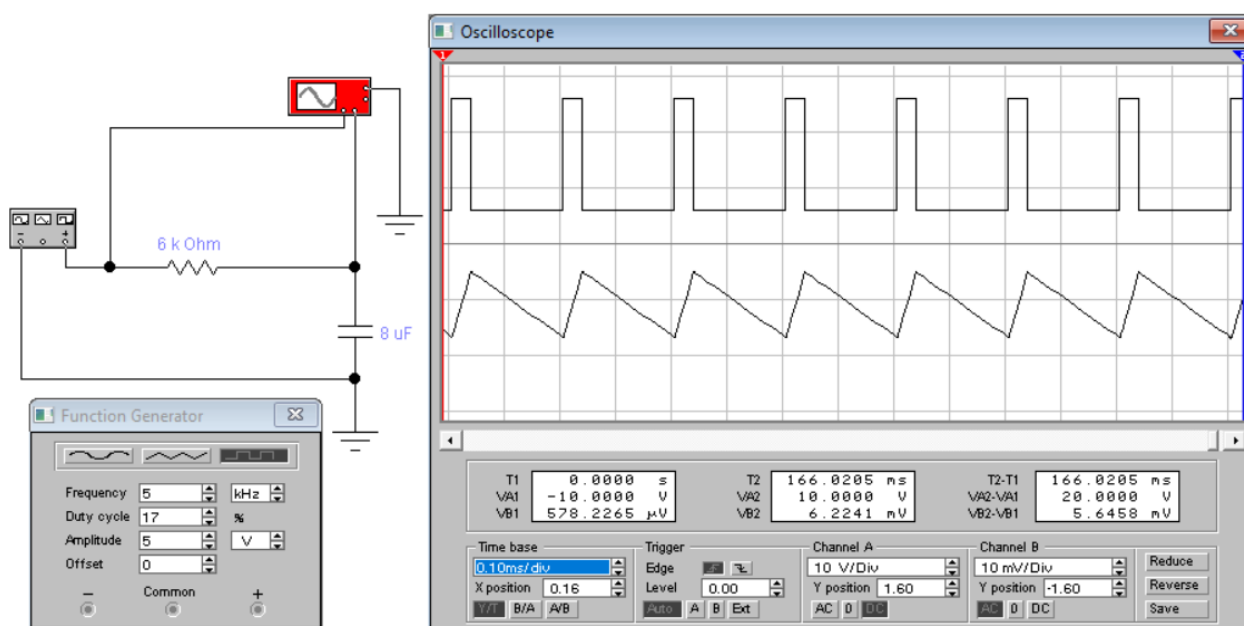 Oscilloscope
1
6 k Ohm
8 uF
Function Generator
Frequency 5 kHz
Duty cycle 17 %
Amplitude 5 V
Offset 0
− Common +
T1 0.0000 s
VA1 -10.0000 V
VB1 578.2265 µV
T2 166.0205 ms
VA2 10.0000 V
VB2 6.2241 mV
T2-T1 166.0205 ms
VA2-VA1 20.0000 V
VB2-VB1 5.6458 mV
Time base
0.10ms/div
X position 0.16
Y/T B/A A/B
Trigger
Edge
Level 0.00
Auto A B Ext
Channel A
10 V/Div
Y position 1.60
AC 0 DC
Channel B
10 mV/Div
Y position -1.60
AC 0 DC
Reduce
Reverse
Save